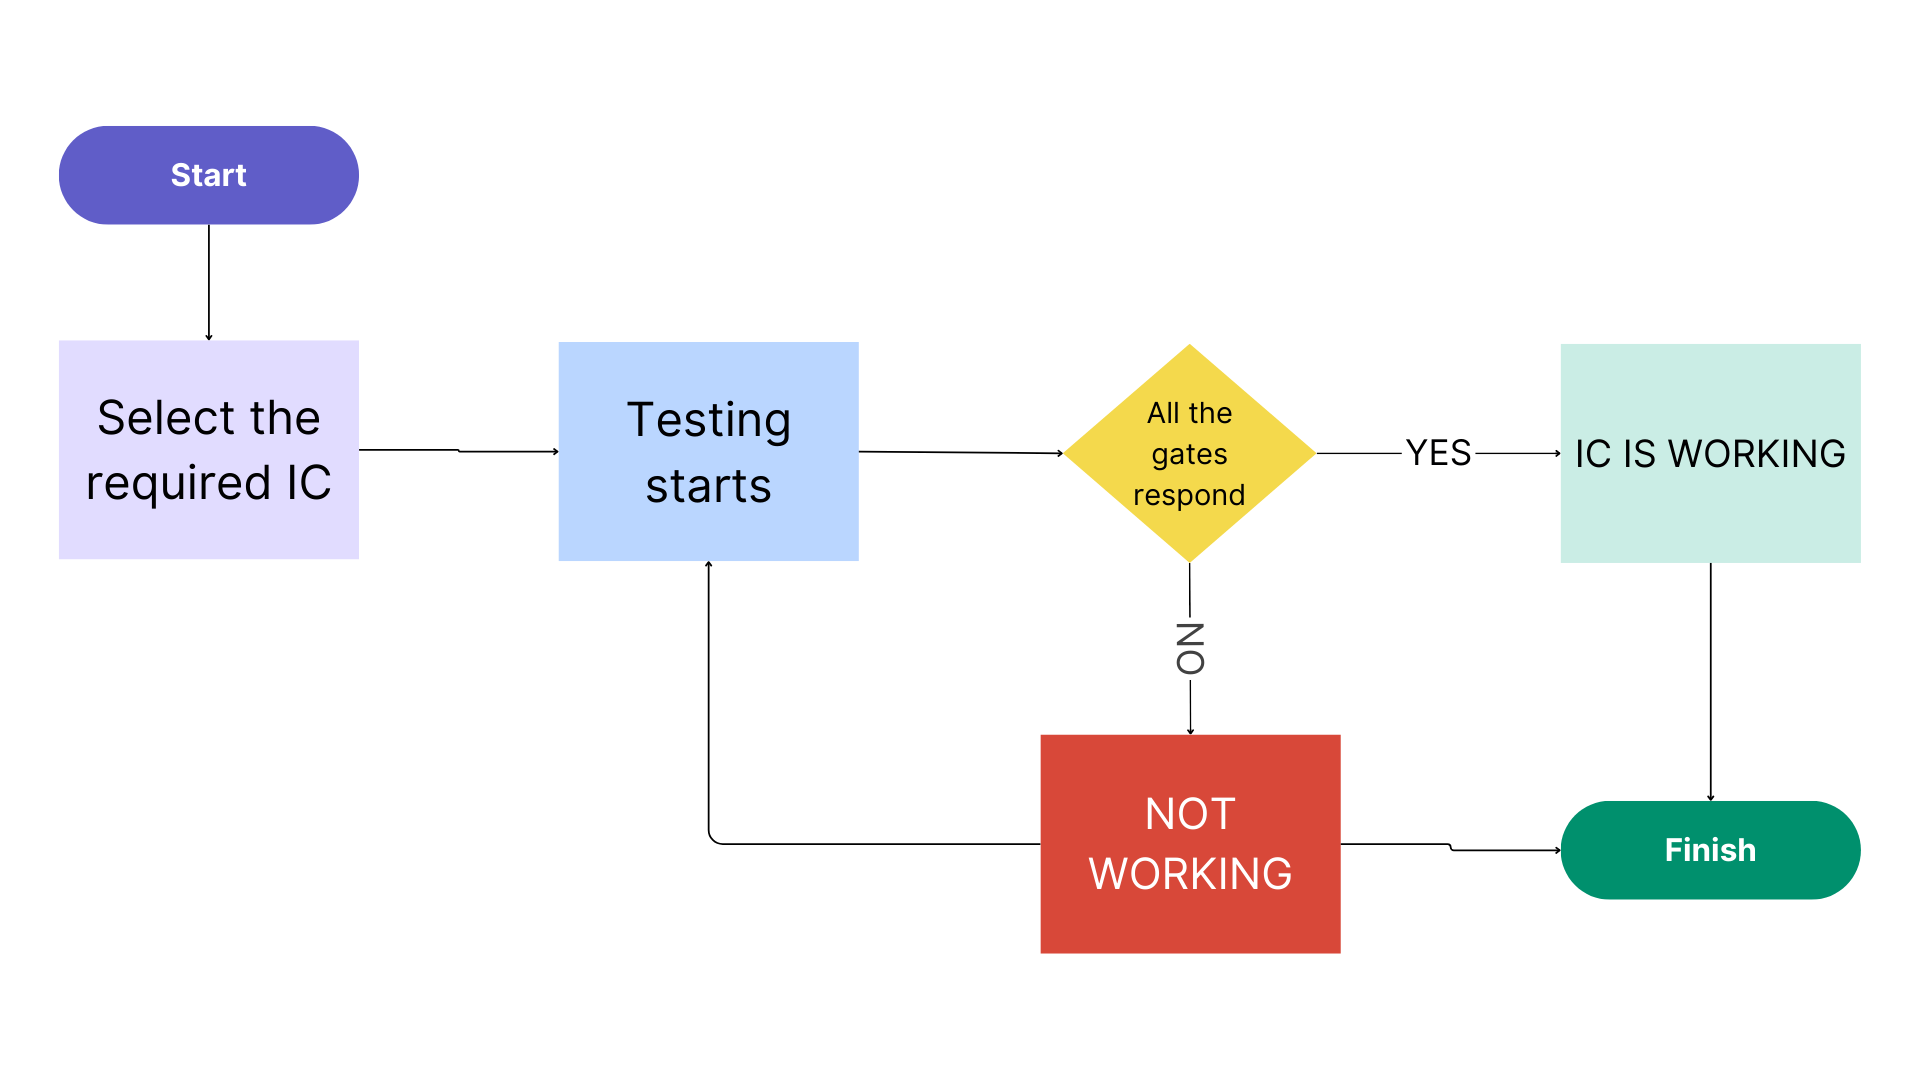 Start
Select the
required IC
Testing
starts
All the
gates
respond
YES
IC IS WORKING
NO
NOT
WORKING
Finish